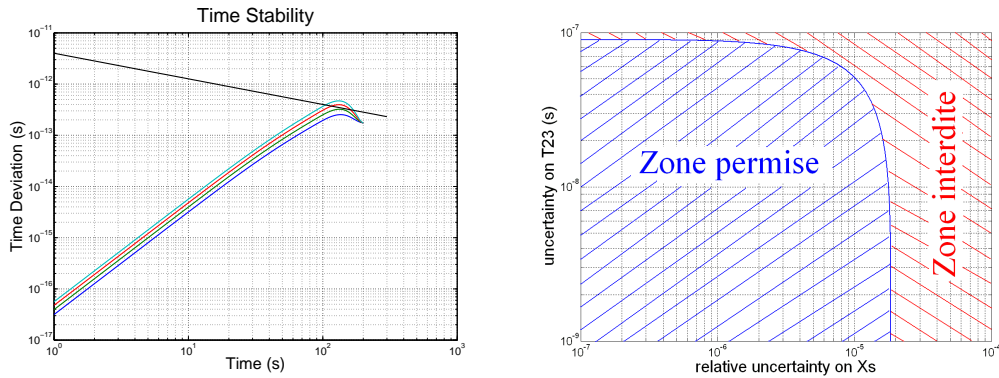 Time Stability
Time Deviation (s)
10^-11
10^-12
10^-13
10^-14
10^-15
10^-16
10^-17
10^0
10^1
10^2
10^3
Time (s)
uncertainty on T23 (s)
10^-7
10^-8
10^-9
Zone permise
Zone interdite
10^-7
10^-6
10^-5
10^-4
relative uncertainty on Xs